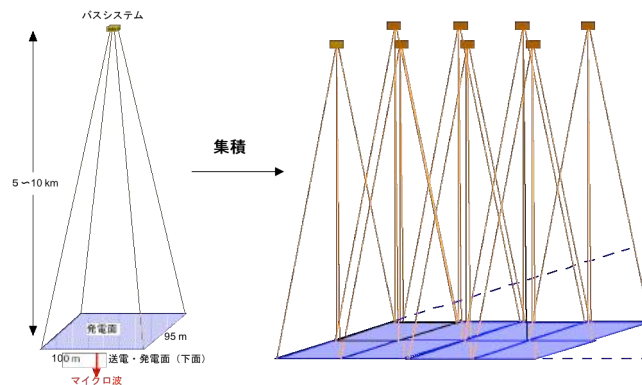 バスシステム
5〜10 km
集積
発電面
95 m
100 m
送電・発電面（下面）
マイクロ波